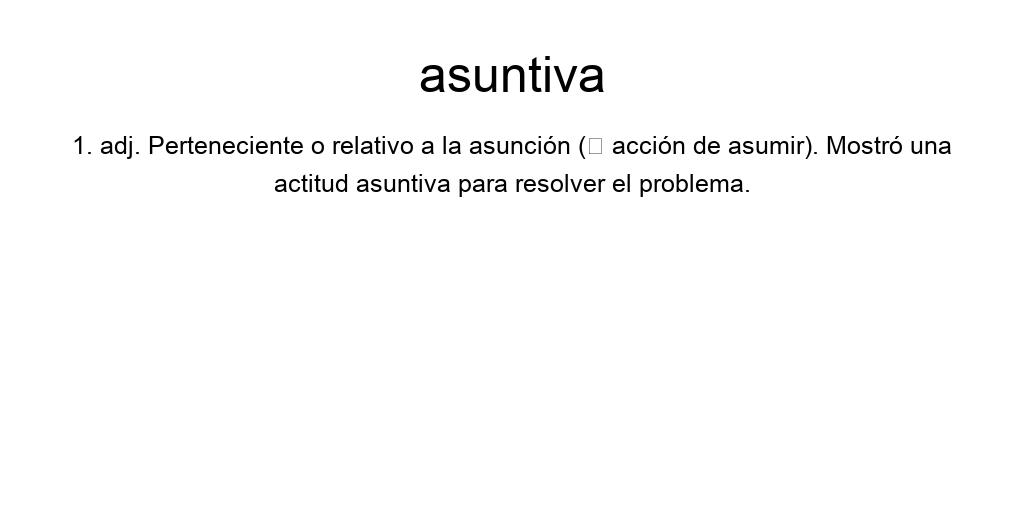 asuntiva
1. adj. Perteneciente o relativo a la asunción (□ acción de asumir). Mostró una
actitud asuntiva para resolver el problema.